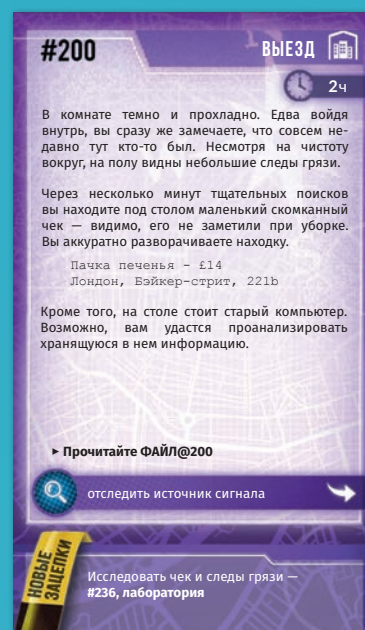 #200
ВЫЕЗД
2ч
В комнате темно и прохладно. Едва войдя
внутрь, вы сразу же замечаете, что совсем не-
давно тут кто-то был. Несмотря на чистоту
вокруг, на полу видны небольшие следы грязи.
Через несколько минут тщательных поисков
вы находите под столом маленький скомканный
чек — видимо, его не заметили при уборке.
Вы аккуратно разворачиваете находку.
Пачка печенья - £14
Лондон, Бэйкер-стрит, 221b
Кроме того, на столе стоит старый компьютер.
Возможно, вам удастся проанализировать
хранящуюся в нем информацию.
▸ Прочитайте ФАЙЛ@200
отследить источник сигнала
НОВЫЕ
ЗАЦЕПКИ
Исследовать чек и следы грязи —
#236, лаборатория